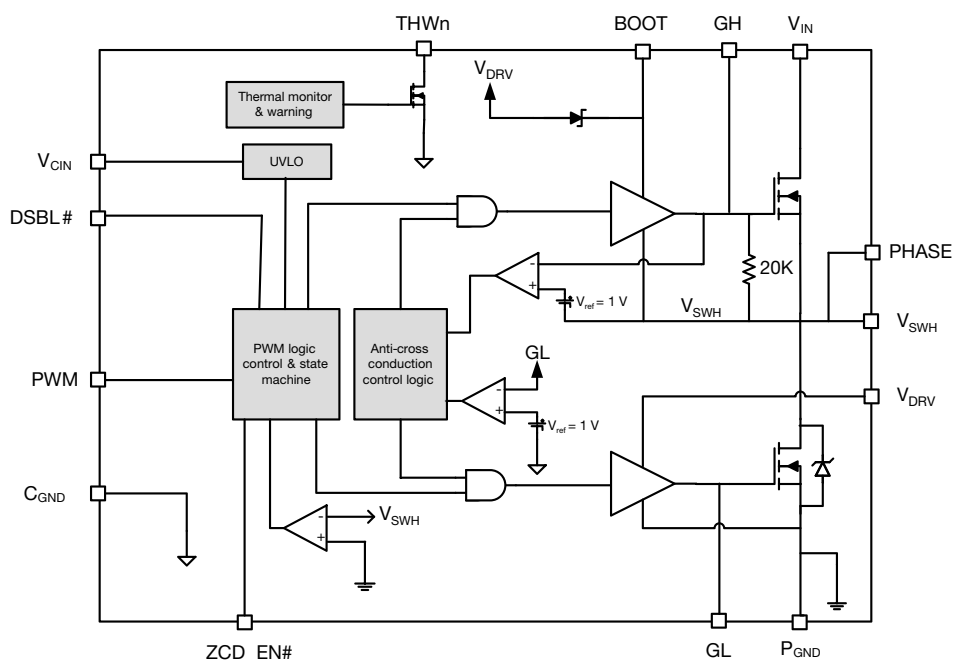 THWn
BOOT
GH
VIN
VDRV
Thermal monitor
& warning
VCIN
UVLO
DSBL#
PHASE
20K
-
+
Vref = 1 V
VSWH
VSWH
PWM logic
control & state
machine
Anti-cross
conduction
control logic
GL
PWM
-
+
Vref = 1 V
VDRV
CGND
-
+
VSWH
ZCD_EN#
GL
PGND